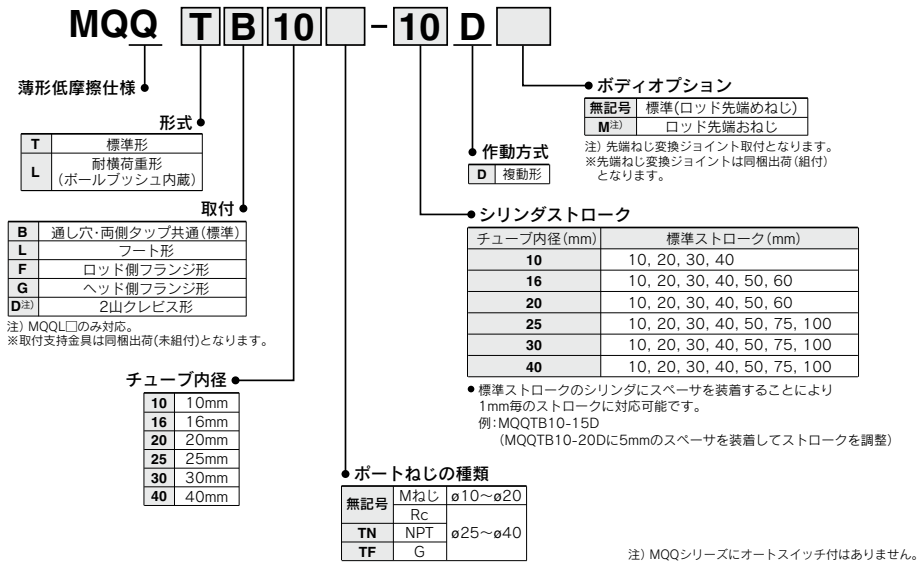 MQQ T B 10 - 10 D
薄形低摩擦仕様
形式
T 標準形
L 耐横荷重形
(ボールブッシュ内蔵)
取付
B 通し穴・両側タップ共通(標準)
L フート形
F ロッド側フランジ形
G ヘッド側フランジ形
D注) 2山クレビス形
注) MQQL□のみ対応。
※取付支持金具は同梱出荷(未組付)となります。
チューブ内径
10 10mm
16 16mm
20 20mm
25 25mm
30 30mm
40 40mm
ポートねじの種類
無記号 Mねじ ø10〜ø20
Rc ø25〜ø40
TN NPT
TF G
ボディオプション
無記号 標準(ロッド先端めねじ)
M注) ロッド先端おねじ
注) 先端ねじ変換ジョイント取付となります。
※先端ねじ変換ジョイントは同梱出荷(組付)
となります。
作動方式
D 複動形
シリンダストローク
チューブ内径(mm) 標準ストローク(mm)
10 10, 20, 30, 40
16 10, 20, 30, 40, 50, 60
20 10, 20, 30, 40, 50, 60
25 10, 20, 30, 40, 50, 75, 100
30 10, 20, 30, 40, 50, 75, 100
40 10, 20, 30, 40, 50, 75, 100
●標準ストロークのシリンダにスペーサを装着することにより
1mm毎のストロークに対応可能です。
例:MQQTB10-15D
(MQQTB10-20Dに5mmのスペーサを装着してストロークを調整)
注) MQQシリーズにオートスイッチ付はありません。